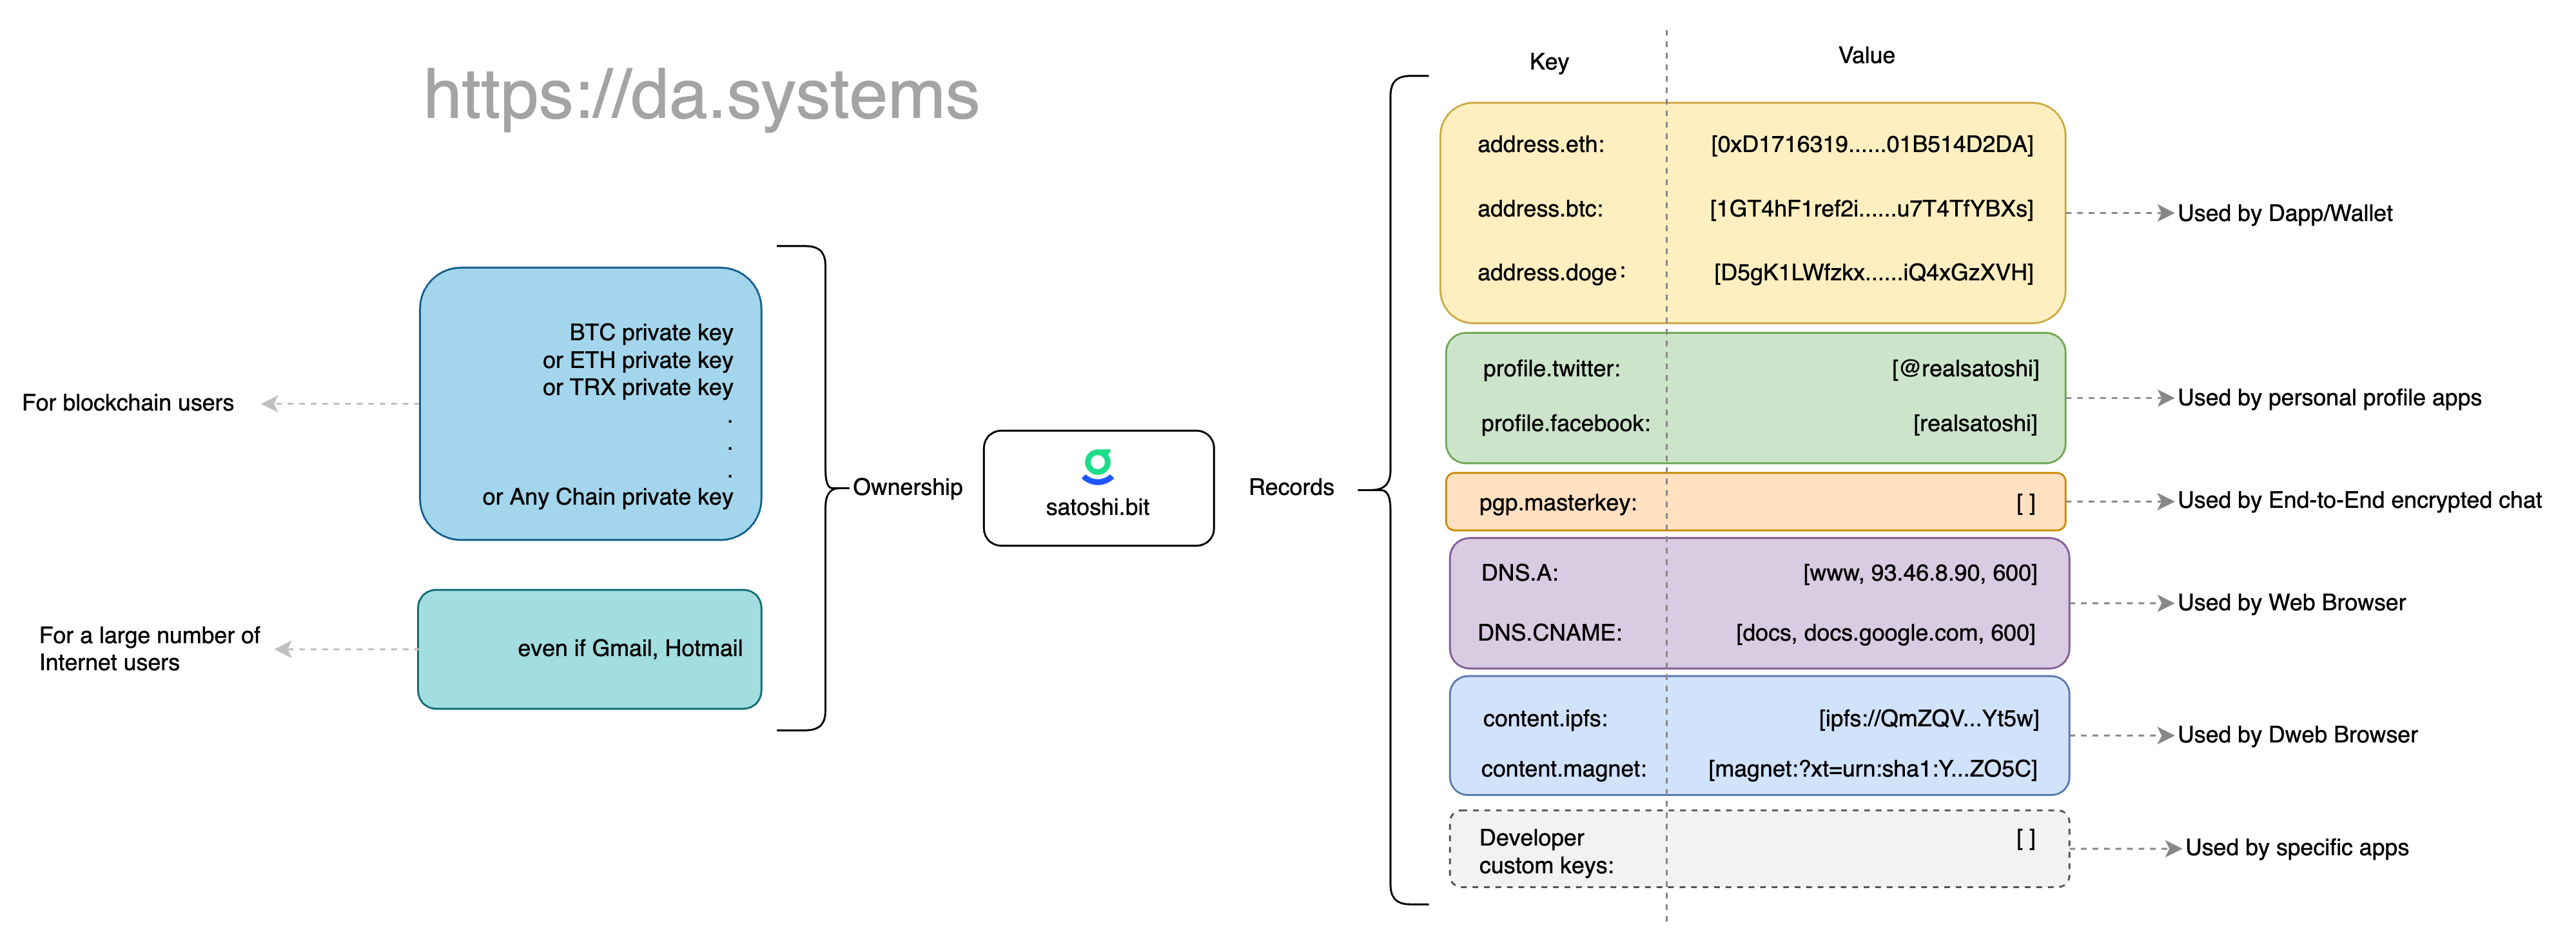 https://da.systems
For blockchain users
BTC private key
or ETH private key
or TRX private key
.
.
.
or Any Chain private key
For a large number of
Internet users
even if Gmail, Hotmail
Ownership
satoshi.bit
Records
Key Value
address.eth: [0xD1716319......01B514D2DA]
address.btc: [1GT4hF1ref2i......u7T4TfYBXs]
address.doge: [D5gK1LWfzkx......iQ4xGzXVH]
Used by Dapp/Wallet
profile.twitter: [@realsatoshi]
profile.facebook: [realsatoshi]
Used by personal profile apps
pgp.masterkey: [ ]
Used by End-to-End encrypted chat
DNS.A: [www, 93.46.8.90, 600]
DNS.CNAME: [docs, docs.google.com, 600]
Used by Web Browser
content.ipfs: [ipfs://QmZQV...Yt5w]
content.magnet: [magnet:?xt=urn:sha1:Y...ZO5C]
Used by Dweb Browser
Developer [ ]
custom keys:
Used by specific apps